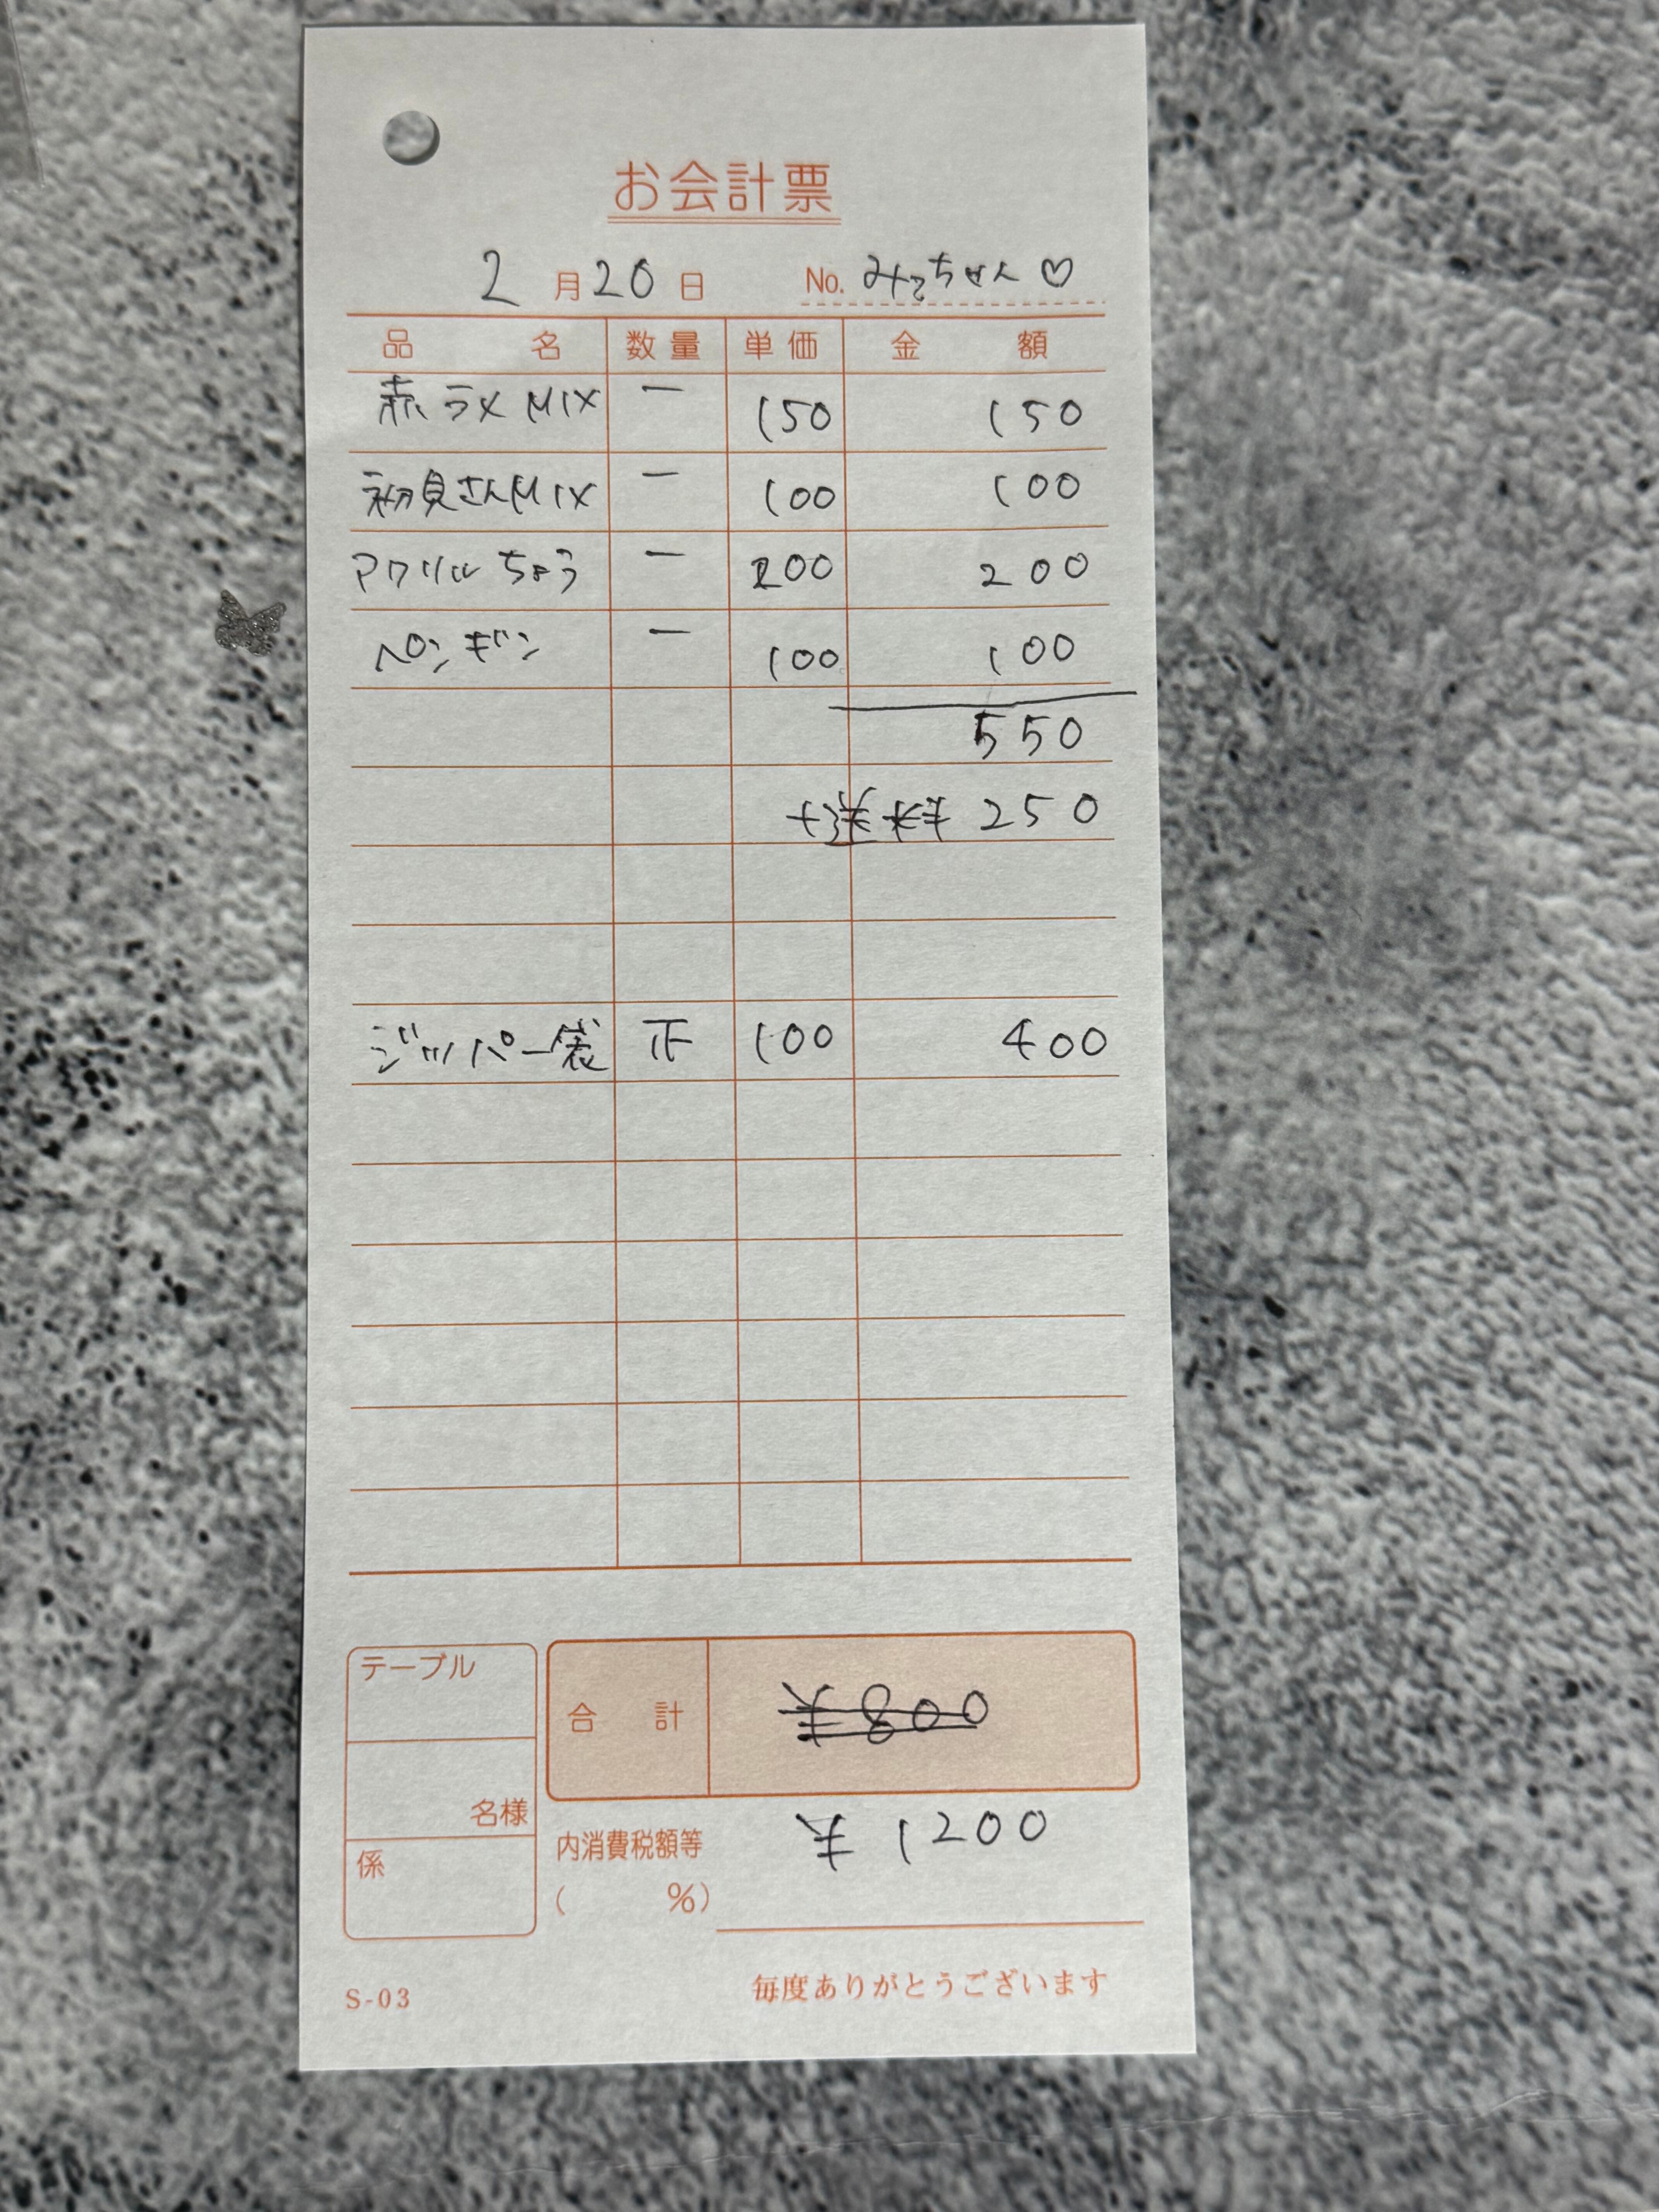 お会計票
2月20日 No. みっちゃん♡
品名 数量 単価 金額
赤ラメMIX 一 150 150
初貝さんMIX 一 100 100
アクリルちょう 一 200 200
ペンギン 一 100 100
550
+送料 250
ジッパー袋 正 100 400
テーブル
合計 ¥800
名様
¥1200
内消費税額等
係
( %)
毎度ありがとうございます
S-03